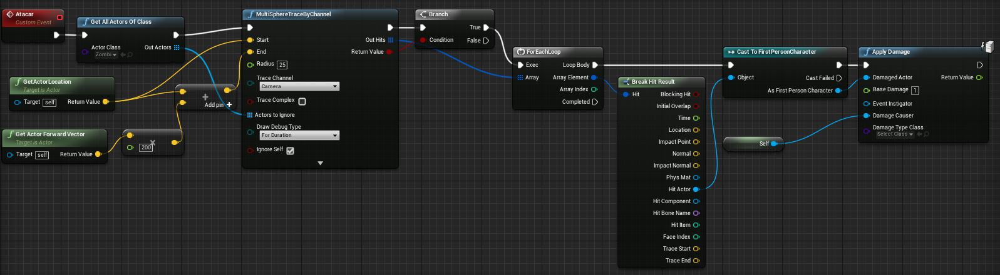 Atacar
Custom Event
Get All Actors Of Class
Actor Class
Zombi
Out Actors
GetActorLocation
Target is Actor
Target self
Return Value
Get Actor Forward Vector
Target is Actor
Target self
Return Value
+
Add pin +
×
200
MultiSphereTraceByChannel
Start
End
Radius 25
Trace Channel
Camera
Trace Complex
Actors to Ignore
Draw Debug Type
For Duration
Ignore Self
Out Hits
Return Value
Branch
Condition
True
False
ForEachLoop
Exec
Array
Loop Body
Array Element
Array Index
Completed
Break Hit Result
Hit
Blocking Hit
Initial Overlap
Time
Location
Impact Point
Normal
Impact Normal
Phys Mat
Hit Actor
Hit Component
Hit Bone Name
Hit Item
Face Index
Trace Start
Trace End
Cast To FirstPersonCharacter
Object
Cast Failed
As First Person Character
Self
Apply Damage
Damaged Actor
Base Damage 1
Event Instigator
Damage Causer
Damage Type Class
Select Class
Return Value